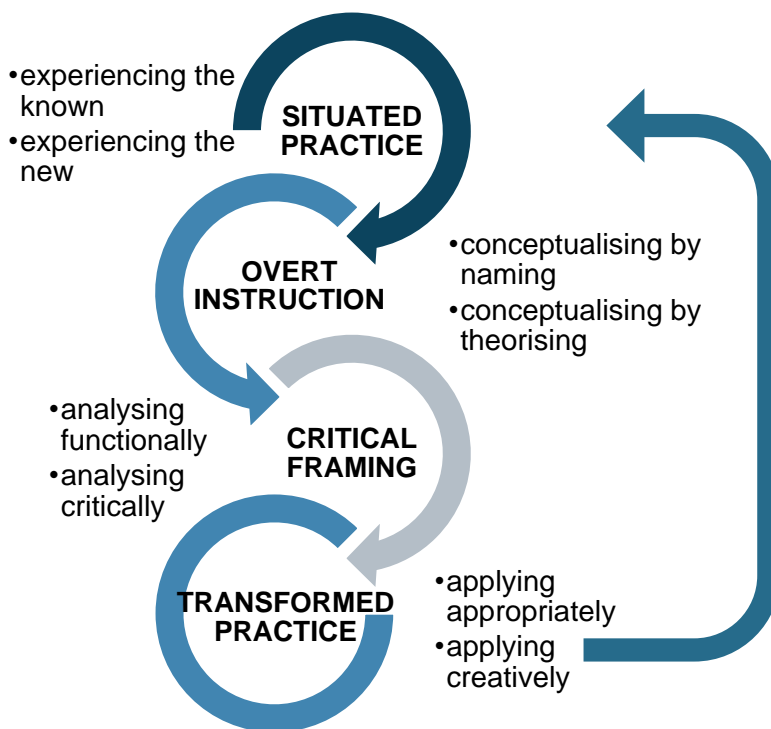 •experiencing the
known
•experiencing the
new
SITUATED
PRACTICE
OVERT
INSTRUCTION
•conceptualising by
naming
•conceptualising by
theorising
•analysing
functionally
•analysing
critically
CRITICAL
FRAMING
TRANSFORMED
PRACTICE
•applying
appropriately
•applying
creatively